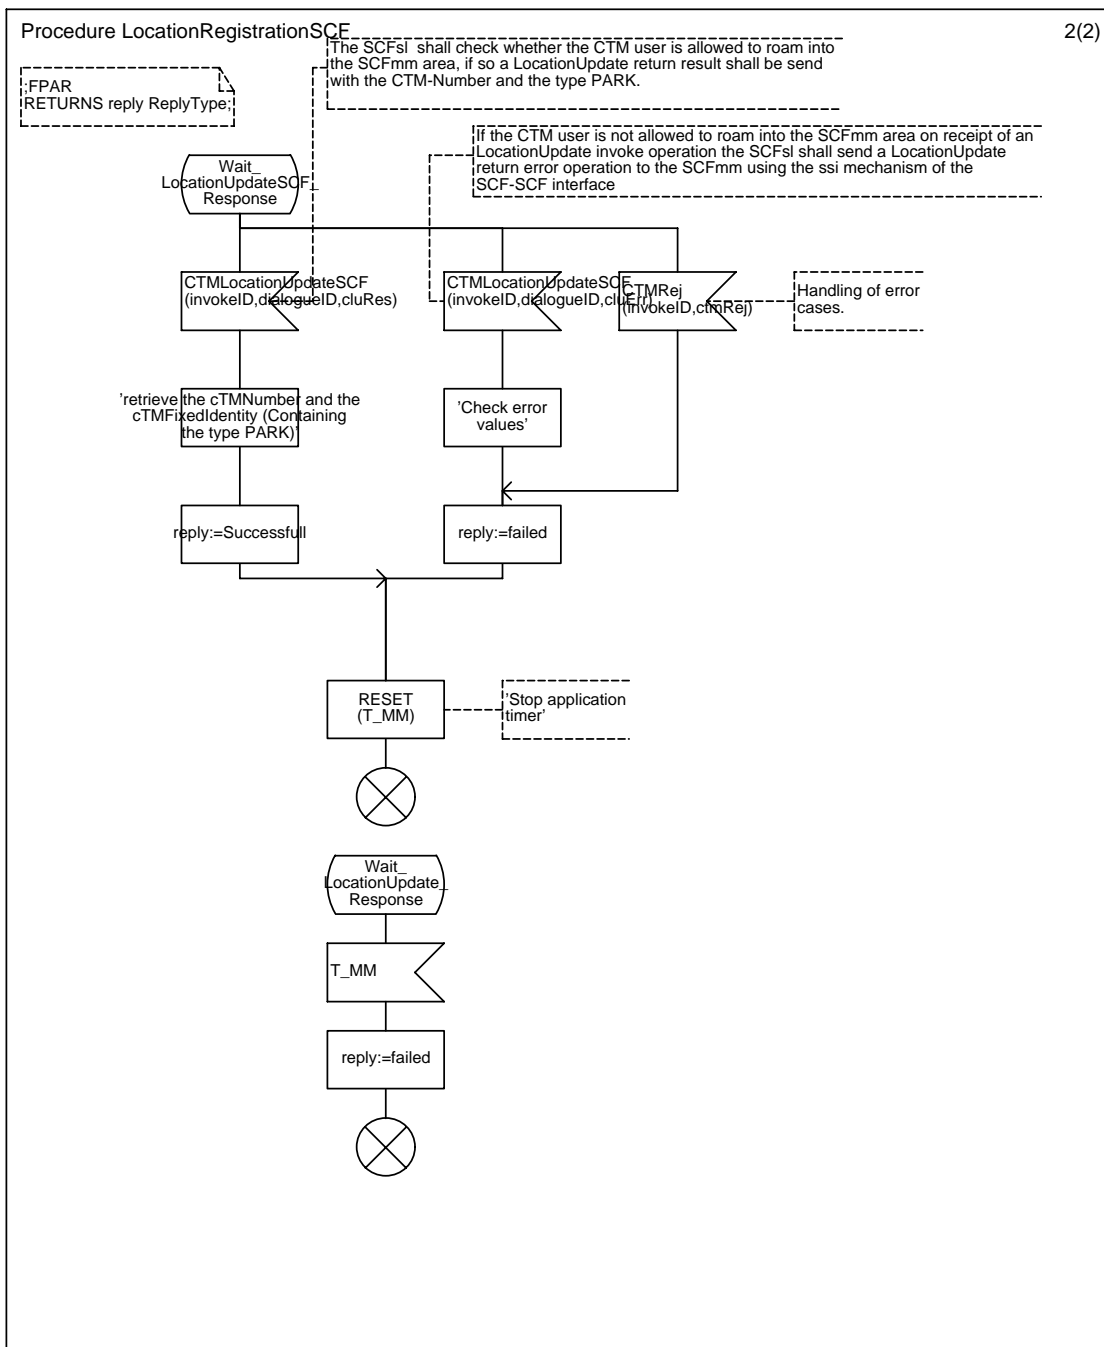 Procedure LocationRegistrationSCF
2(2)
;FPAR
RETURNS reply ReplyType;
The SCFsl  shall check whether the CTM user is allowed to roam into
the SCFmm area, if so a LocationUpdate return result shall be send
with the CTM-Number and the type PARK.
If the CTM user is not allowed to roam into the SCFmm area on receipt of an
LocationUpdate invoke operation the SCFsl shall send a LocationUpdate
return error operation to the SCFmm using the ssi mechanism of the
SCF-SCF interface
Wait_
LocationUpdateSCF_
Response
CTMLocationUpdateSCF
(invokeID,dialogueID,cluRes)
CTMLocationUpdateSCF
(invokeID,dialogueID,cluErr)
CTMRej
(invokeID,ctmRej)
Handling of error
cases.
'retrieve the cTMNumber and the
cTMFixedIdentity (Containing
the type PARK)'
'Check error
values'
reply:=Successfull
reply:=failed
RESET
(T_MM)
'Stop application
timer'
Wait_
LocationUpdate_
Response
T_MM
reply:=failed